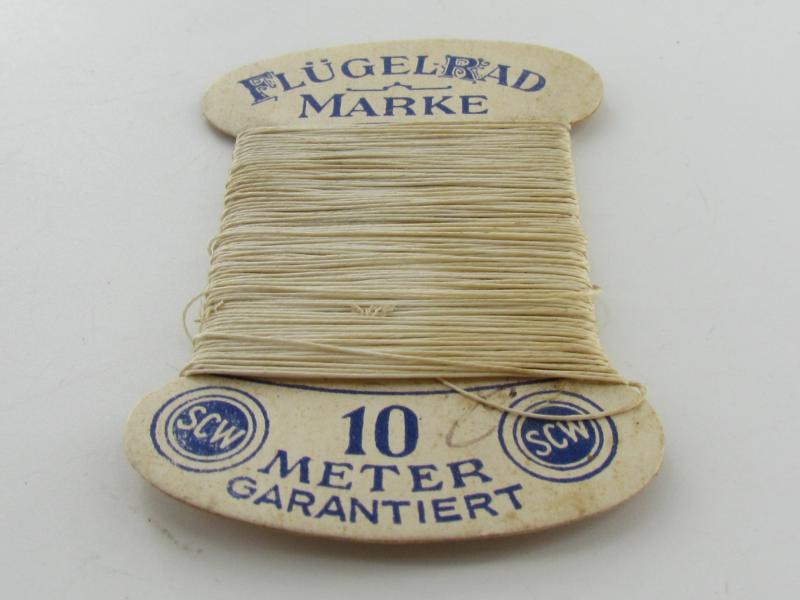 FLÜGELRAD
MARKE
SCW
10
SCW
METER
GARANTIERT